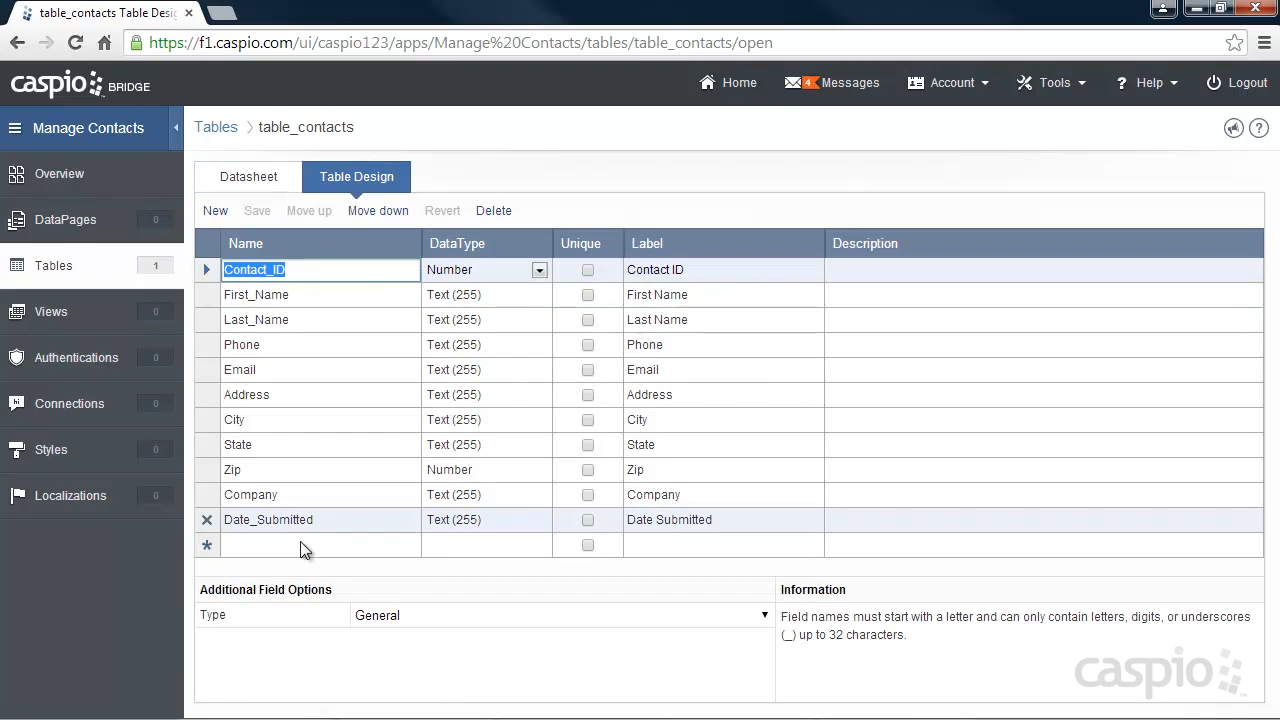 table_contacts Table Desi
https://f1.caspio.com/ui/caspio123/apps/Manage%20Contacts/tables/table_contacts/open
caspio BRIDGE
Home
4 Messages
Account
Tools
? Help
Logout
Manage Contacts
Tables table_contacts
?
Overview
DataPages 0
Tables 1
Views 0
Authentications 0
hi Connections 0
Styles 0
Localizations 0
Datasheet Table Design
New Save Move up Move down Revert Delete
Name DataType Unique Label Description
Contact_ID Number Contact ID
First_Name Text (255) First Name
Last_Name Text (255) Last Name
Phone Text (255) Phone
Email Text (255) Email
Address Text (255) Address
City Text (255) City
State Text (255) State
Zip Number Zip
Company Text (255) Company
Date_Submitted Text (255) Date Submitted
*
Additional Field Options
Type General
Information
Field names must start with a letter and can only contain letters, digits, or underscores
(_) up to 32 characters.
caspio